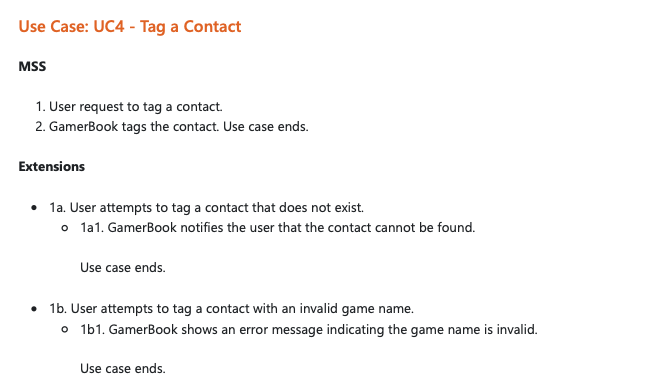 Use Case: UC4 - Tag a Contact
MSS
1. User request to tag a contact.
2. GamerBook tags the contact. Use case ends.
Extensions
• 1a. User attempts to tag a contact that does not exist.
○ 1a1. GamerBook notifies the user that the contact cannot be found.
Use case ends.
• 1b. User attempts to tag a contact with an invalid game name.
○ 1b1. GamerBook shows an error message indicating the game name is invalid.
Use case ends.